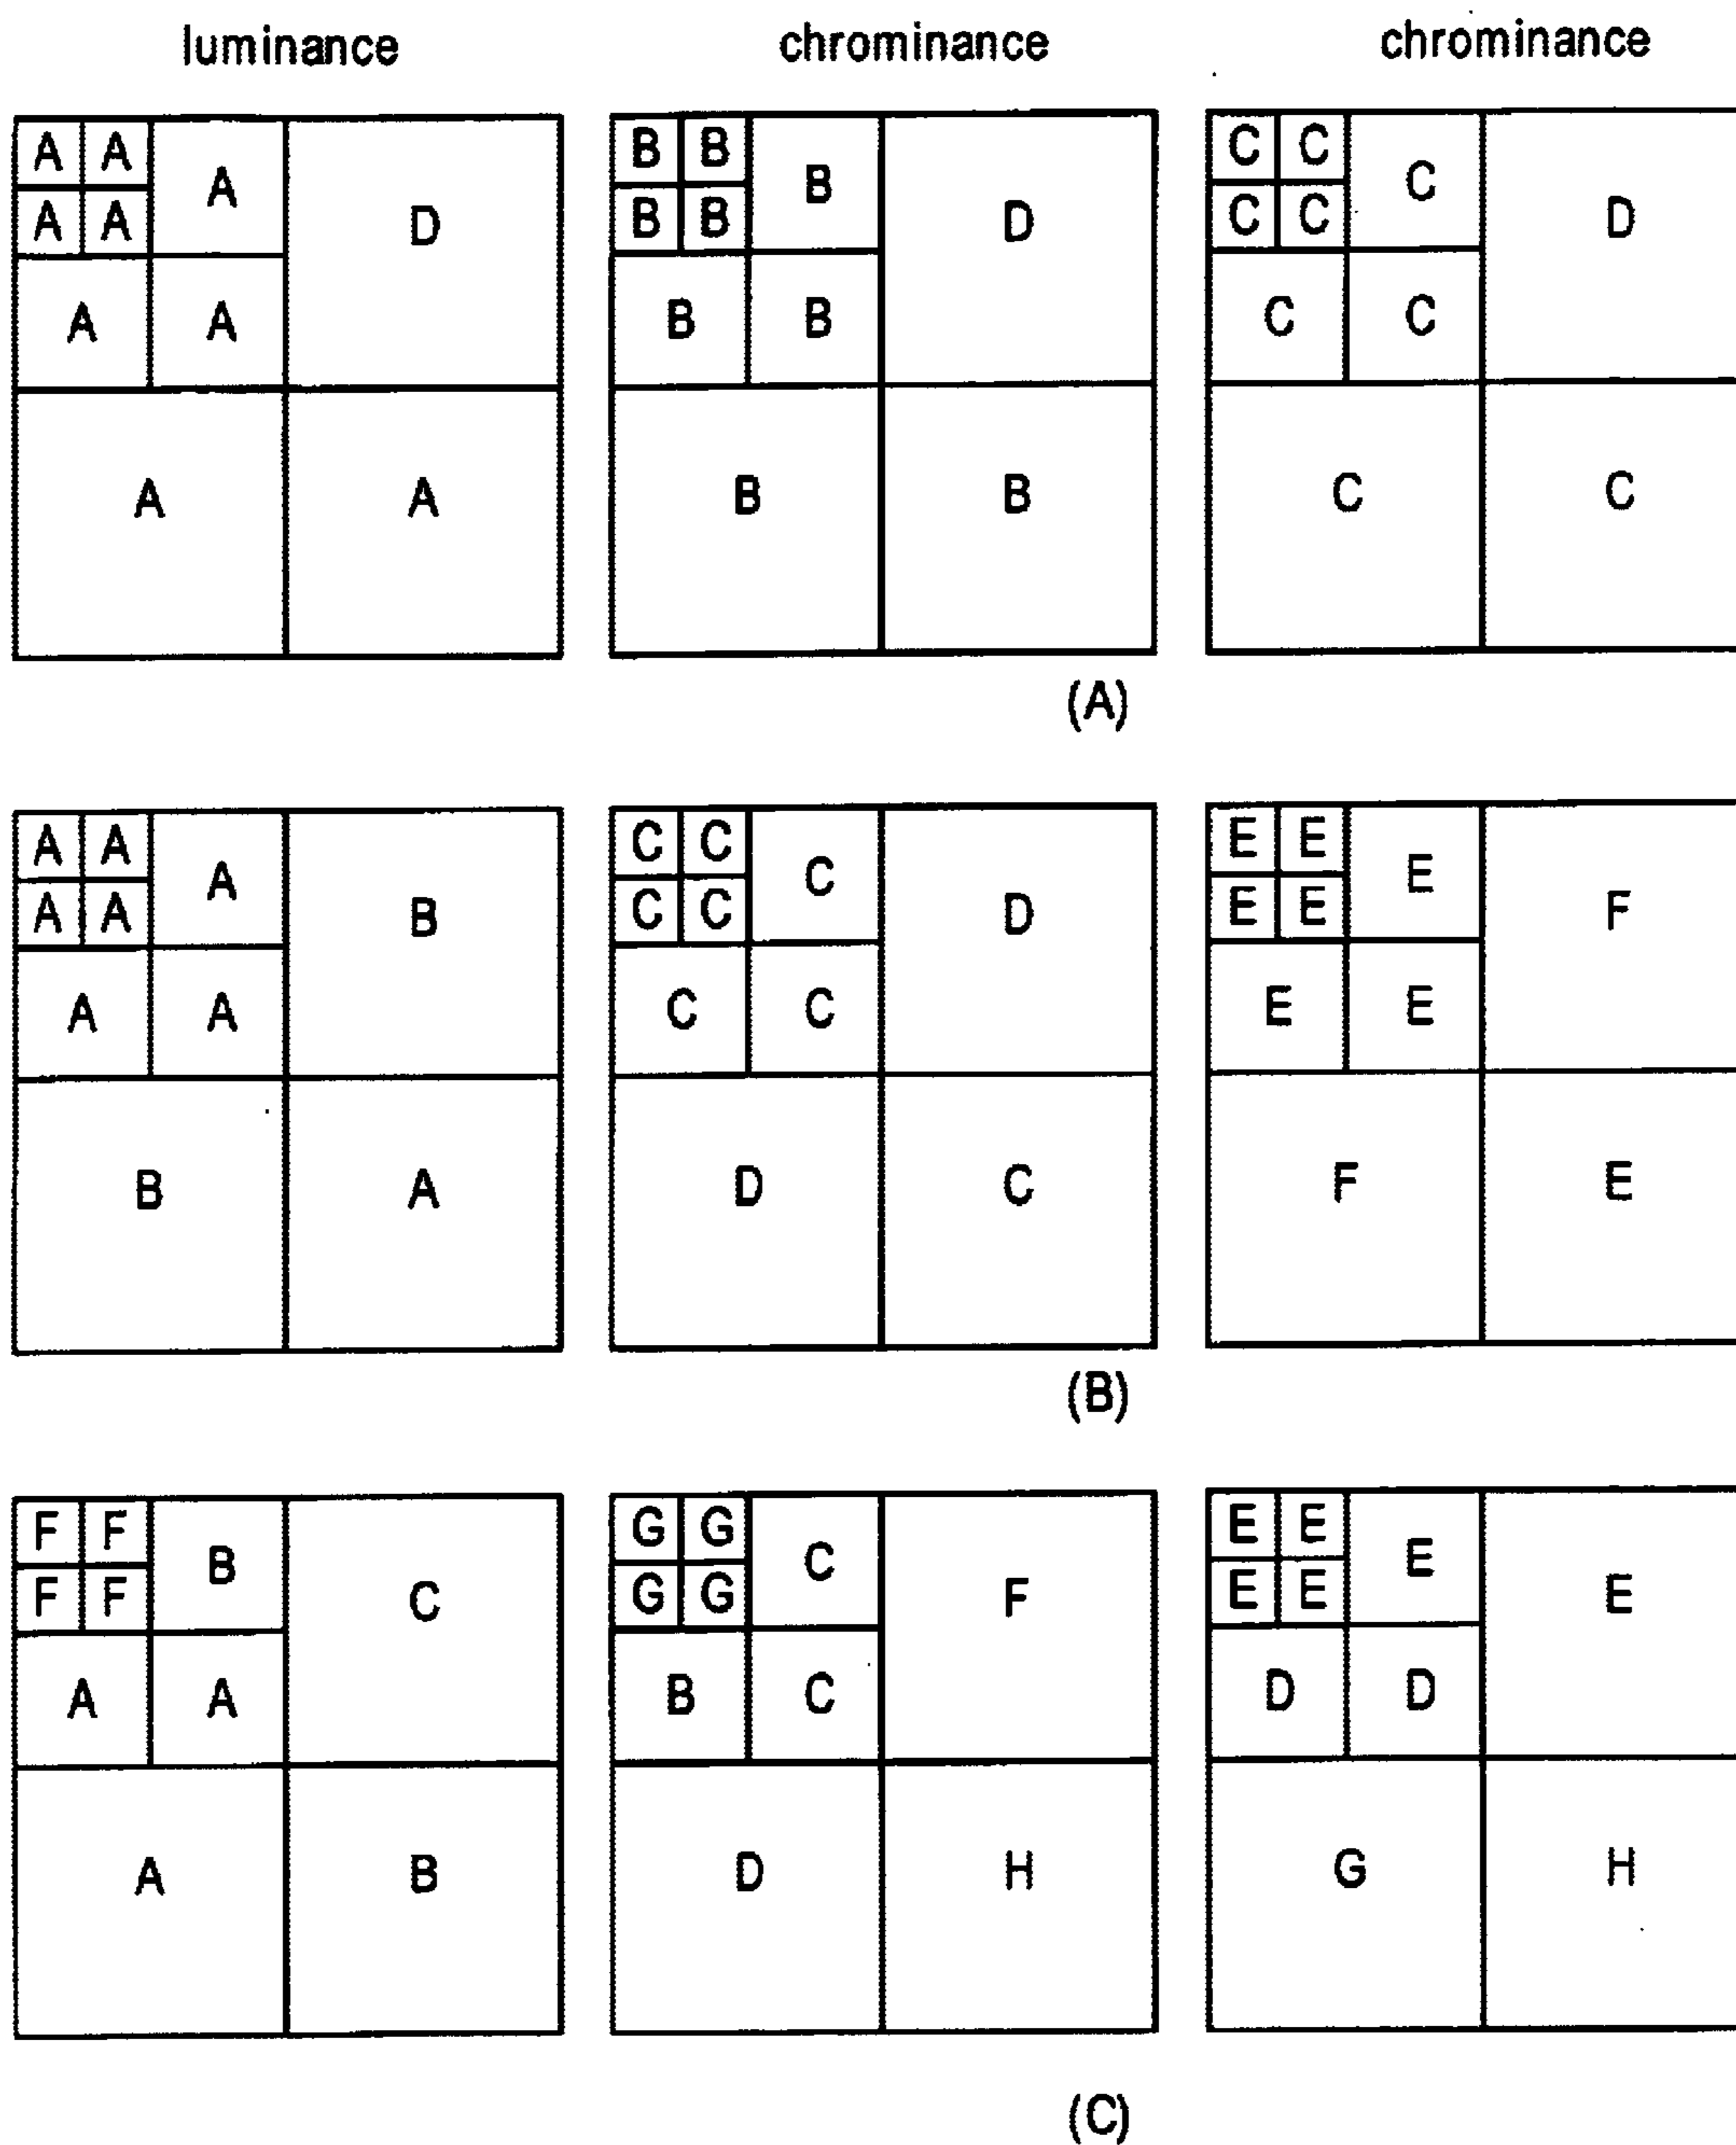 luminance chrominance chrominance
A A A D B B B D C C C D
A A B B C C
A A B B C C
A A B B C C
(A)
A A A B C C C D E E E F
A A C C E E
A A C C E E
B A D C F E
(B)
F F B C G G C F E E E E
F F G G E E
A A B C D D
A B D H G H
(C)